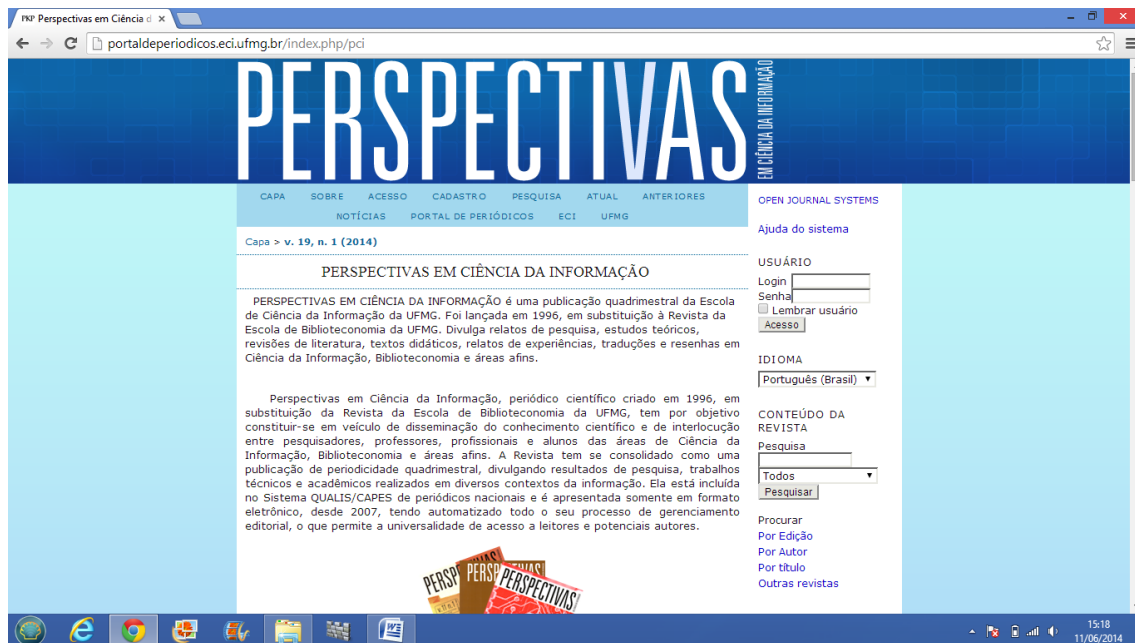 PKP Perspectivas em Ciência d
portaldeperiodicos.eci.ufmg.br/index.php/pci
PERSPECTIVAS
EM CIÊNCIA DA INFORMAÇÃO
CAPA SOBRE ACESSO CADASTRO PESQUISA ATUAL ANTERIORES
NOTÍCIAS PORTAL DE PERIÓDICOS ECI UFMG
Capa > v. 19, n. 1 (2014)
PERSPECTIVAS EM CIÊNCIA DA INFORMAÇÃO
PERSPECTIVAS EM CIÊNCIA DA INFORMAÇÃO é uma publicação quadrimestral da Escola
de Ciência da Informação da UFMG. Foi lançada em 1996, em substituição à Revista da
Escola de Biblioteconomia da UFMG. Divulga relatos de pesquisa, estudos teóricos,
revisões de literatura, textos didáticos, relatos de experiências, traduções e resenhas em
Ciência da Informação, Biblioteconomia e áreas afins.
Perspectivas em Ciência da Informação, periódico científico criado em 1996, em
substituição da Revista da Escola de Biblioteconomia da UFMG, tem por objetivo
constituir-se em veículo de disseminação do conhecimento científico e de interlocução
entre pesquisadores, professores, profissionais e alunos das áreas de Ciência da
Informação, Biblioteconomia e áreas afins. A Revista tem se consolidado como uma
publicação de periodicidade quadrimestral, divulgando resultados de pesquisa, trabalhos
técnicos e acadêmicos realizados em diversos contextos da informação. Ela está incluída
no Sistema QUALIS/CAPES de periódicos nacionais e é apresentada somente em formato
eletrônico, desde 2007, tendo automatizado todo o seu processo de gerenciamento
editorial, o que permite a universalidade de acesso a leitores e potenciais autores.
PERSP
PERSP
PERSPECTIVAS
OPEN JOURNAL SYSTEMS
Ajuda do sistema
USUÁRIO
Login
Senha
Lembrar usuário
Acesso
IDIOMA
Português (Brasil)
CONTEÚDO DA
REVISTA
Pesquisa
Todos
Pesquisar
Procurar
Por Edição
Por Autor
Por título
Outras revistas
15:18
11/06/2014